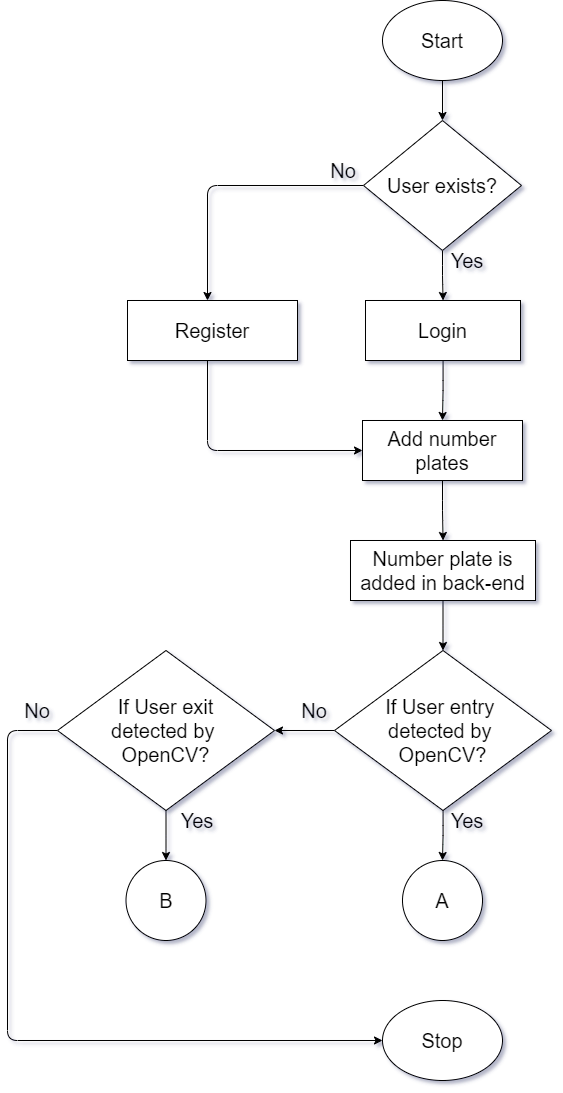 Start
No
User exists?
Yes
Register
Login
Add number
plates
Number plate is
added in back-end
No
If User exit
detected by
OpenCV?
No
If User entry
detected by
OpenCV?
Yes
Yes
B
A
Stop